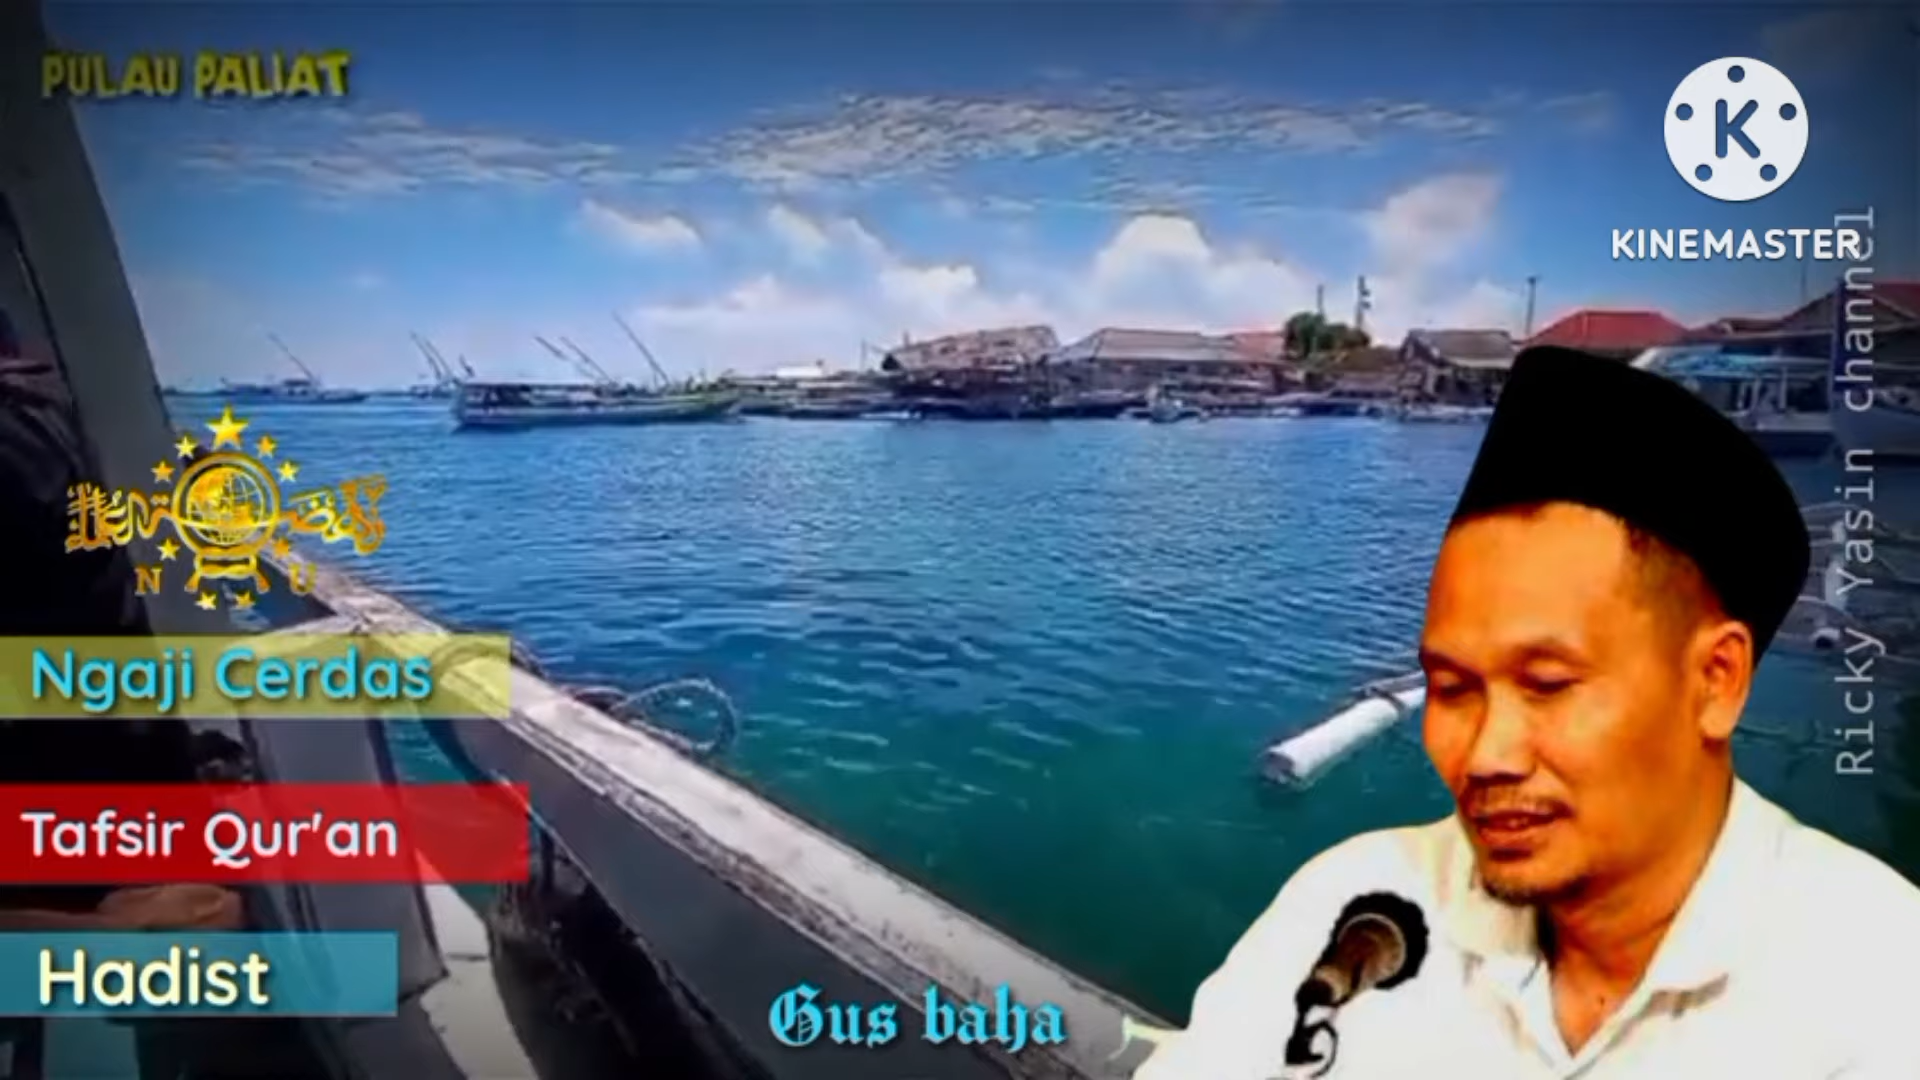 PULAU PALIAT
K
KINEMASTER
Ricky Yasin channel
N U
Ngaji Cerdas
Tafsir Qur'an
Hadist
Gus baha